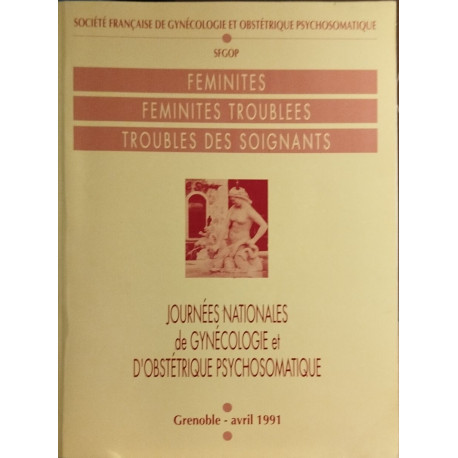 SOCIÉTÉ FRANÇAISE DE GYNÉCOLOGIE ET OBSTÉTRIQUE PSYCHOSOMATIQUE
SFGOP
FEMINITES
FEMINITES TROUBLEES
TROUBLES DES SOIGNANTS
JOURNÉES NATIONALES
de GYNÉCOLOGIE et
D'OBSTÉTRIQUE PSYCHOSOMATIQUE
Grenoble - avril 1991